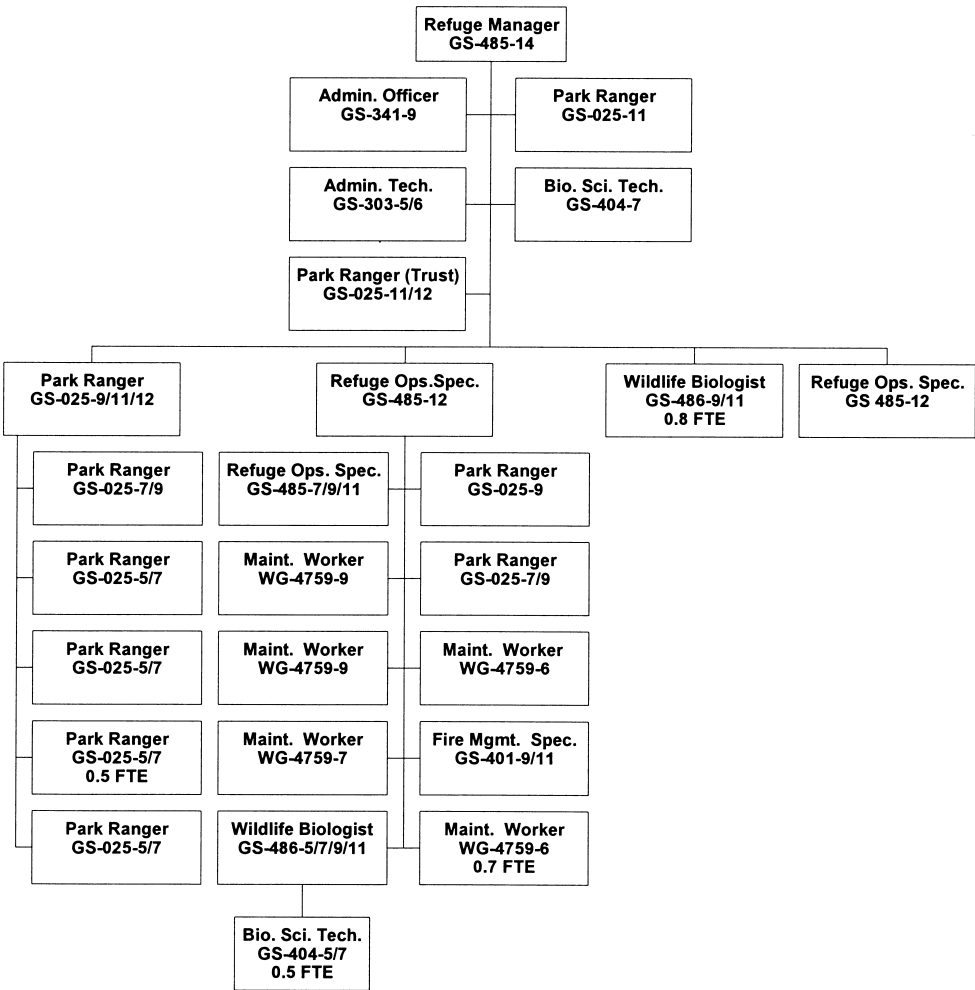 Refuge Manager
GS-485-14
Admin. Officer
GS-341-9
Park Ranger
GS-025-11
Admin. Tech.
GS-303-5/6
Bio. Sci. Tech.
GS-404-7
Park Ranger (Trust)
GS-025-11/12
Park Ranger
GS-025-9/11/12
Refuge Ops.Spec.
GS-485-12
Wildlife Biologist
GS-486-9/11
0.8 FTE
Refuge Ops. Spec.
GS 485-12
Park Ranger
GS-025-7/9
Refuge Ops. Spec.
GS-485-7/9/11
Park Ranger
GS-025-9
Park Ranger
GS-025-5/7
Maint. Worker
WG-4759-9
Park Ranger
GS-025-7/9
Park Ranger
GS-025-5/7
Maint. Worker
WG-4759-9
Maint. Worker
WG-4759-6
Park Ranger
GS-025-5/7
0.5 FTE
Maint. Worker
WG-4759-7
Fire Mgmt. Spec.
GS-401-9/11
Park Ranger
GS-025-5/7
Wildlife Biologist
GS-486-5/7/9/11
Maint. Worker
WG-4759-6
0.7 FTE
Bio. Sci. Tech.
GS-404-5/7
0.5 FTE